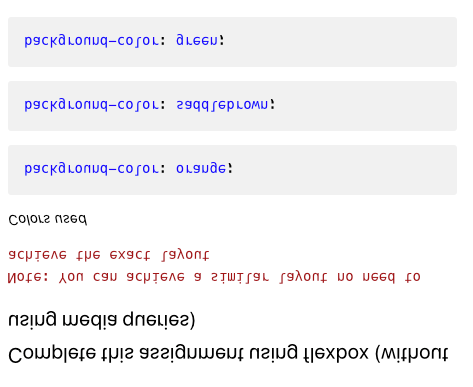 Complete this assignment using flexbox (without
using media queries)
Note: You can achieve a similar layout no need to
achieve the exact layout
Colors used
background-color: orange;
background-color: saddlebrown;
background-color: green;